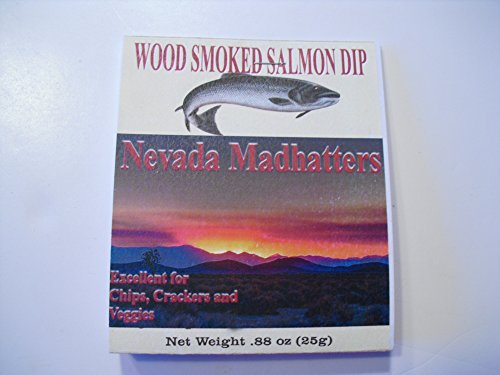 WOOD SMOKED SALMON DIP
Nevada Madhatters
Excellent for
Chips, Crackers and
Veggies
Net Weight .88 oz (25g)